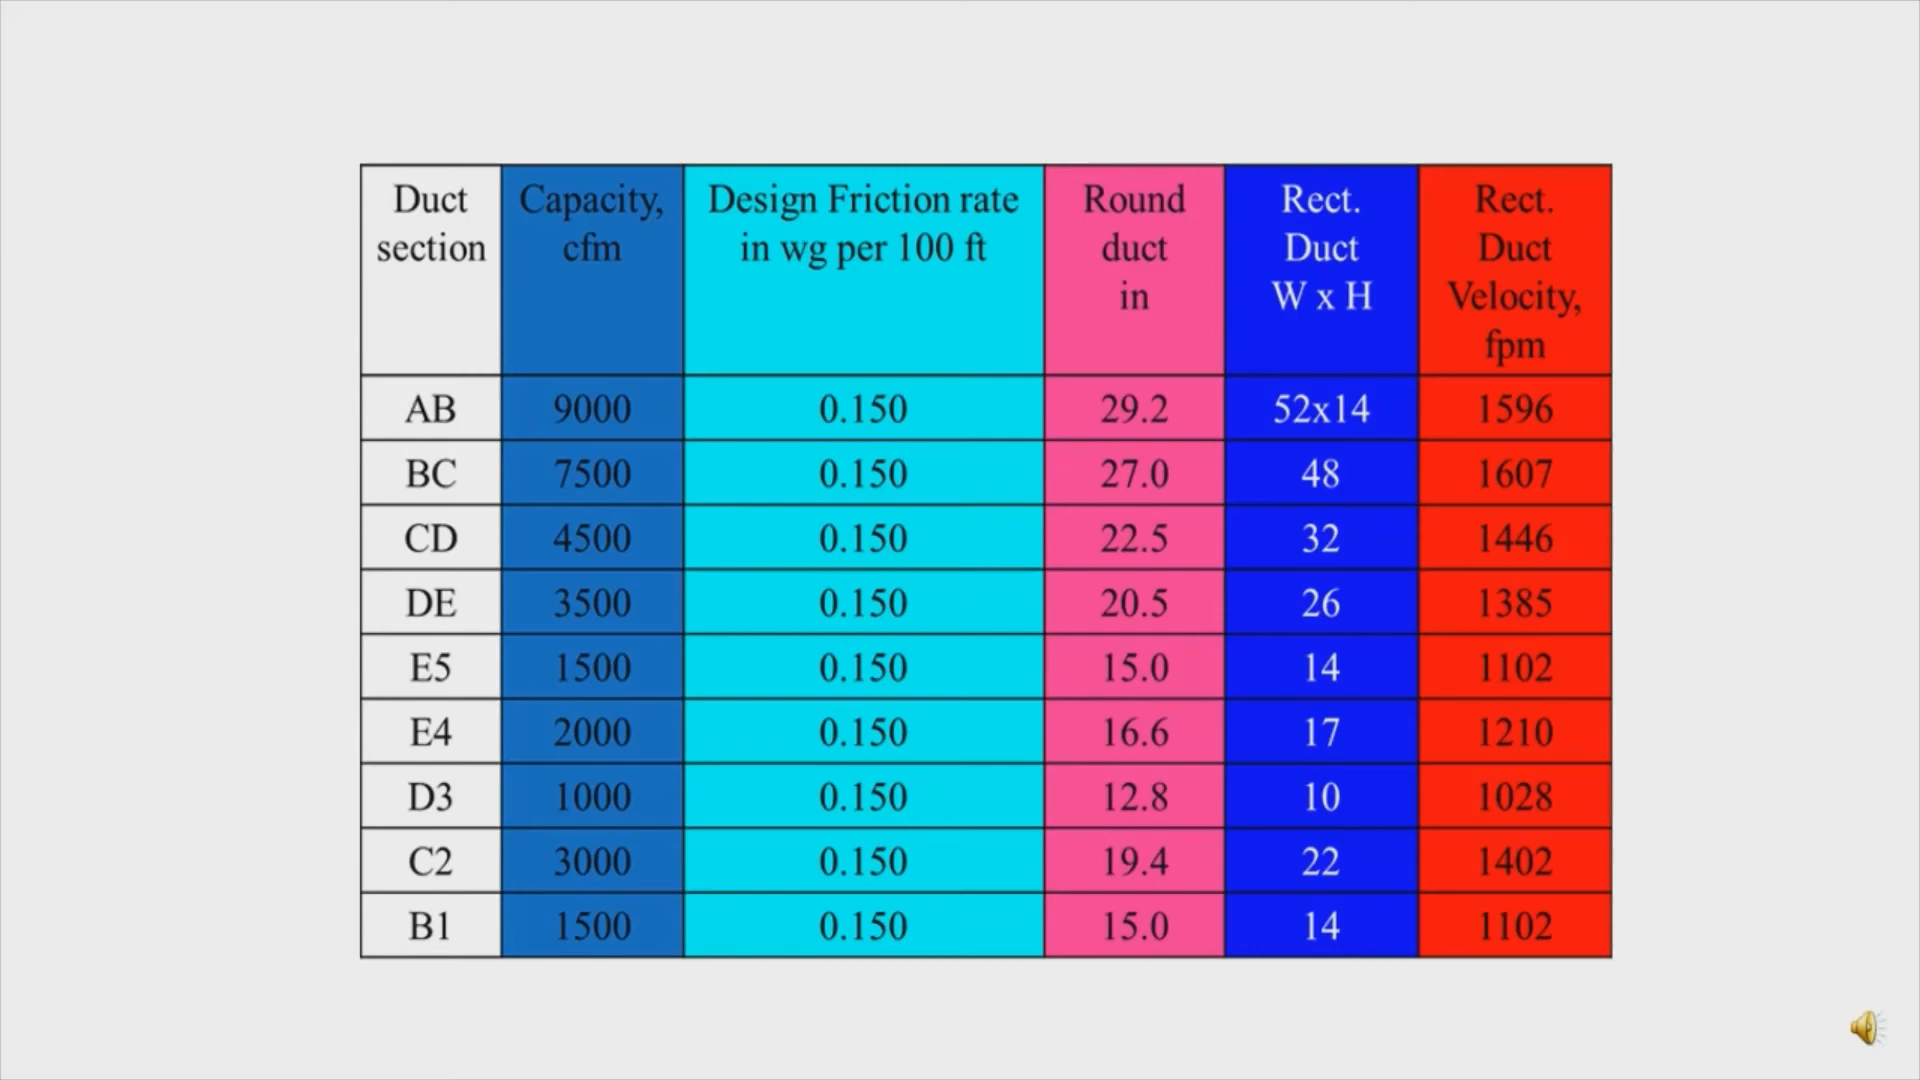 Duct section | Capacity, cfm | Design Friction rate in wg per 100 ft | Round duct in | Rect. Duct W x H | Rect. Duct Velocity, fpm
AB | 9000 | 0.150 | 29.2 | 52x14 | 1596
BC | 7500 | 0.150 | 27.0 | 48 | 1607
CD | 4500 | 0.150 | 22.5 | 32 | 1446
DE | 3500 | 0.150 | 20.5 | 26 | 1385
E5 | 1500 | 0.150 | 15.0 | 14 | 1102
E4 | 2000 | 0.150 | 16.6 | 17 | 1210
D3 | 1000 | 0.150 | 12.8 | 10 | 1028
C2 | 3000 | 0.150 | 19.4 | 22 | 1402
B1 | 1500 | 0.150 | 15.0 | 14 | 1102